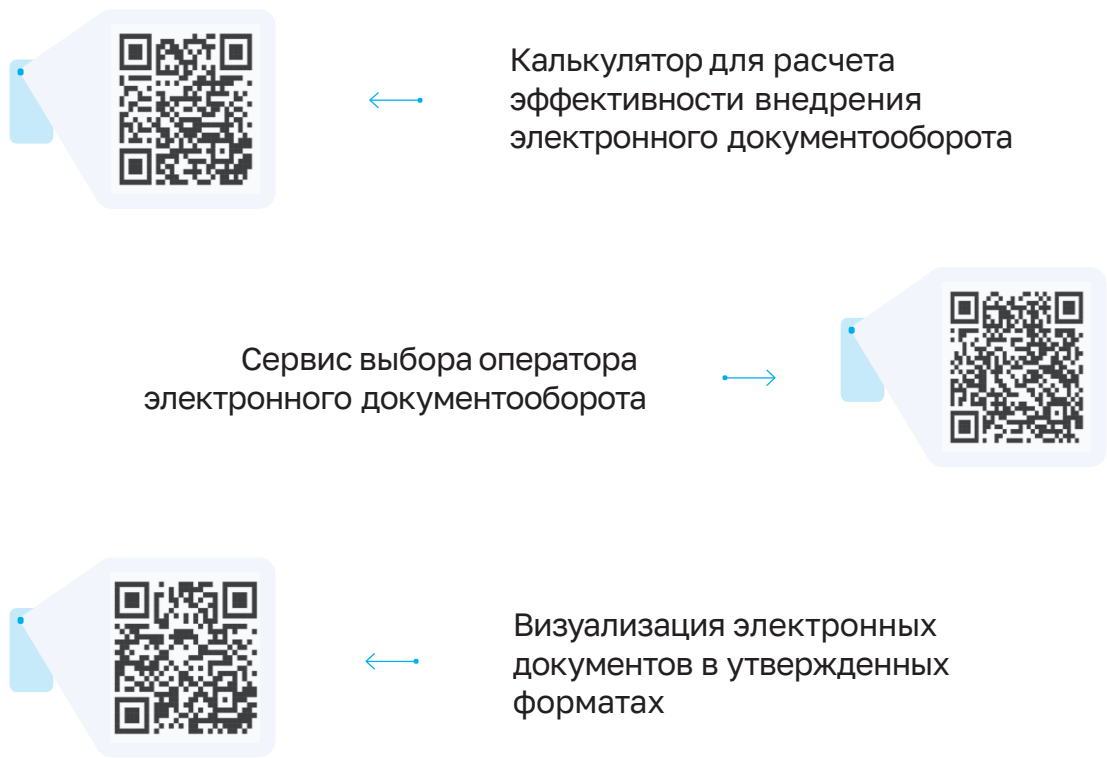 Калькулятор для расчета
эффективности внедрения
электронного документооборота
Сервис выбора оператора
электронного документооборота
Визуализация электронных
документов в утвержденных
форматах